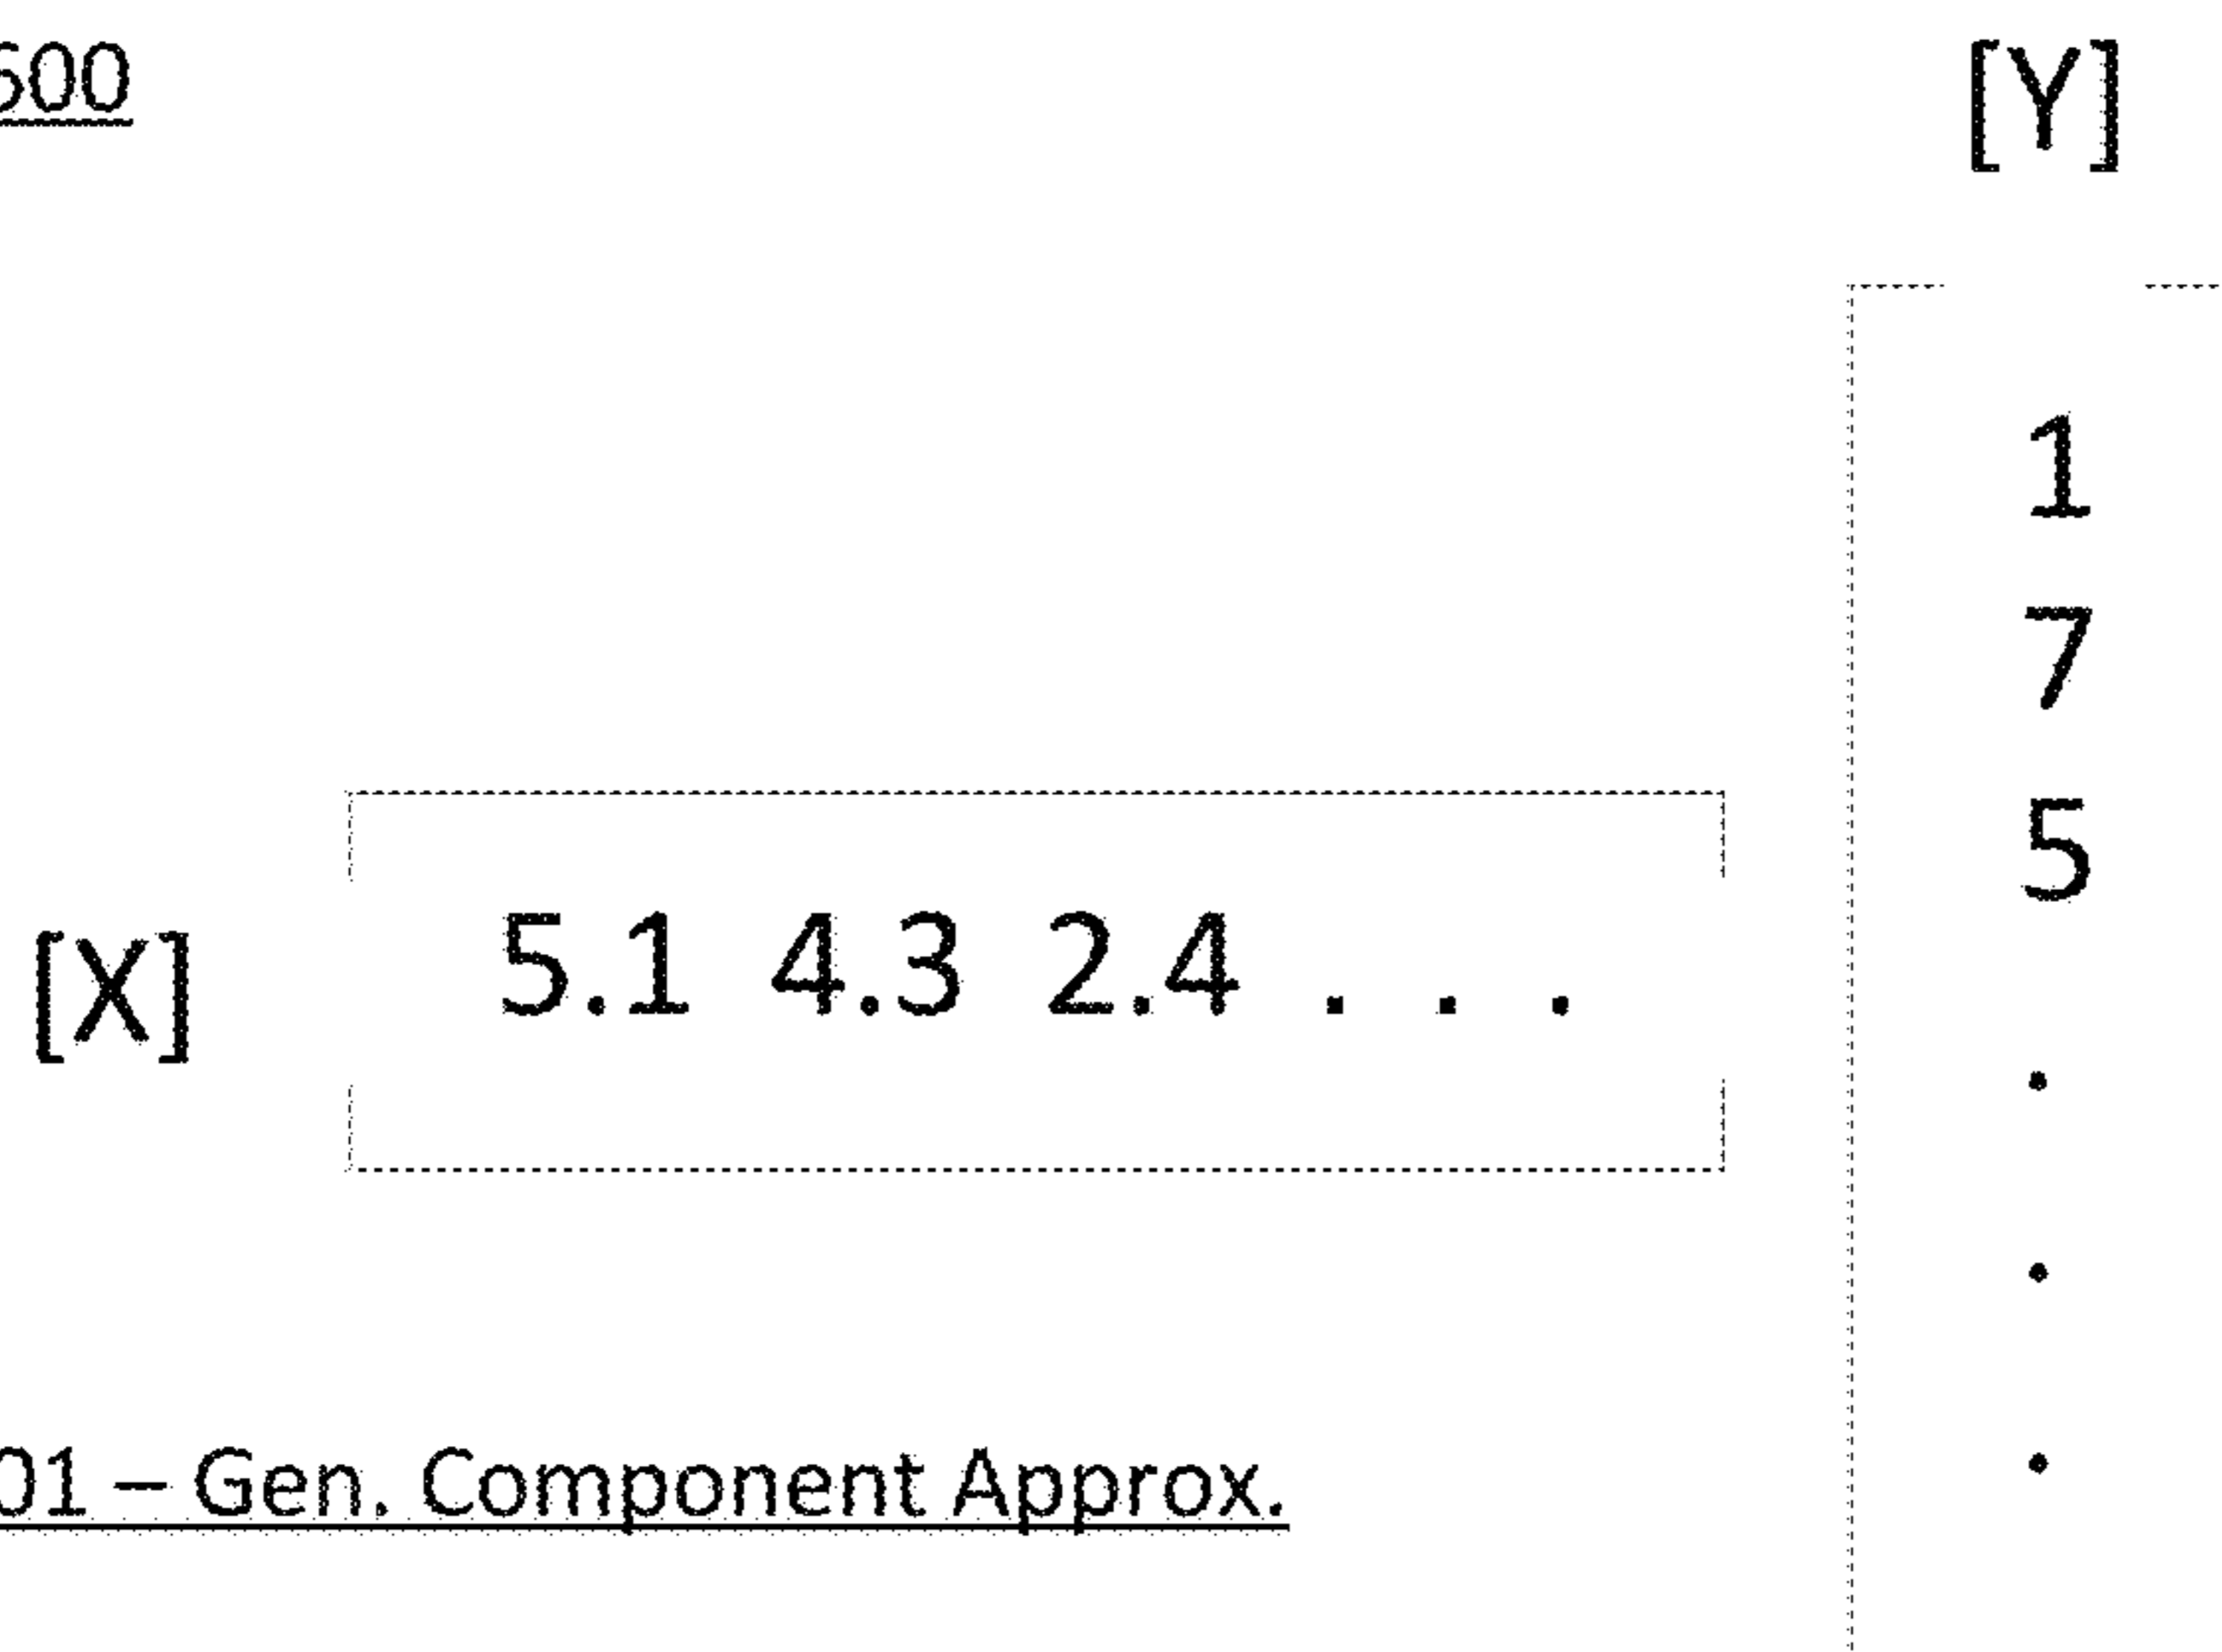 600
[Y]
1
7
5
.
.
.
[X]
5.1 4.3 2.4 . . .
01 – Gen. Component Approx.